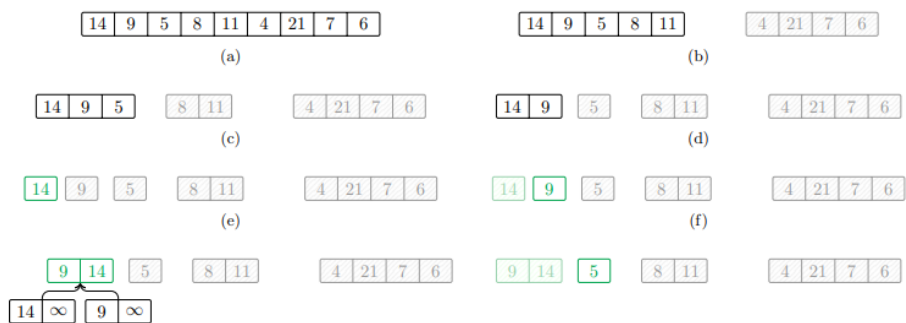 14 9 5 8 11 4 21 7 6 14 9 5 8 11 4 21 7 6
(a) (b)
14 9 5 8 11 4 21 7 6 14 9 5 8 11 4 21 7 6
(c) (d)
14 9 5 8 11 4 21 7 6 14 9 5 8 11 4 21 7 6
(e) (f)
9 14 5 8 11 4 21 7 6 9 14 5 8 11 4 21 7 6
14 ∞ 9 ∞